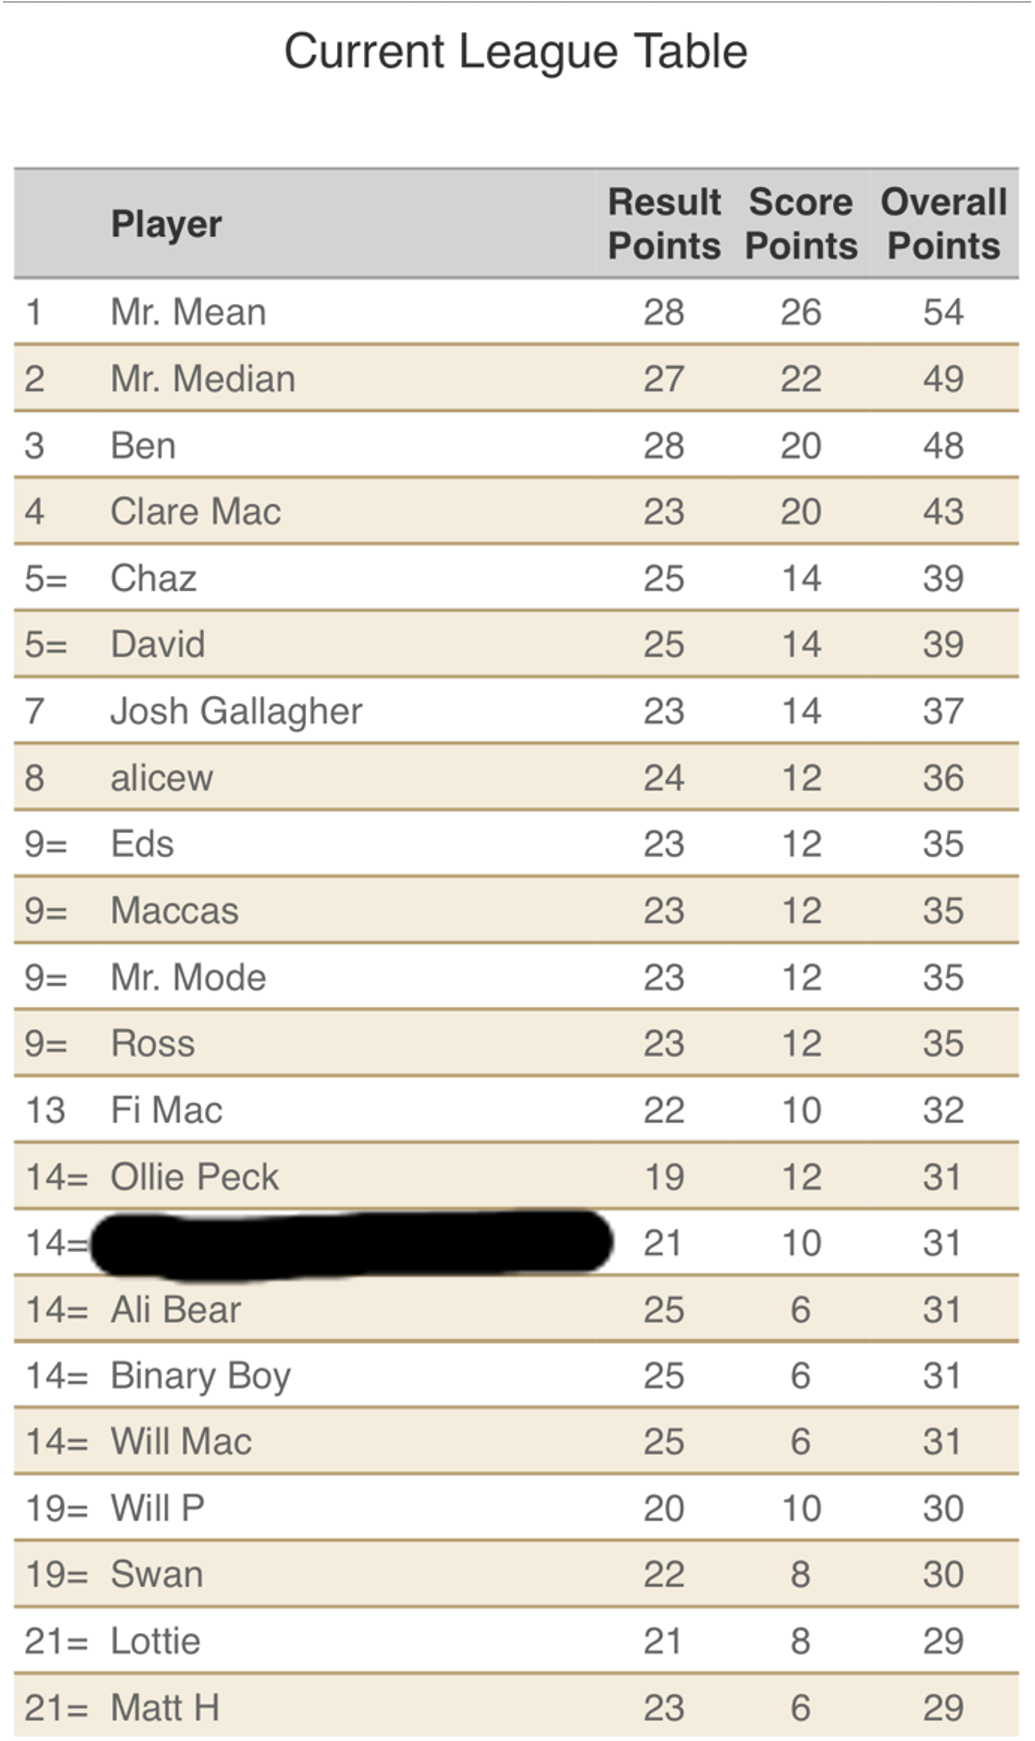 Current League Table
Player Result Points Score Points Overall Points
1 Mr. Mean 28 26 54
2 Mr. Median 27 22 49
3 Ben 28 20 48
4 Clare Mac 23 20 43
5= Chaz 25 14 39
5= David 25 14 39
7 Josh Gallagher 23 14 37
8 alicew 24 12 36
9= Eds 23 12 35
9= Maccas 23 12 35
9= Mr. Mode 23 12 35
9= Ross 23 12 35
13 Fi Mac 22 10 32
14= Ollie Peck 19 12 31
14= 21 10 31
14= Ali Bear 25 6 31
14= Binary Boy 25 6 31
14= Will Mac 25 6 31
19= Will P 20 10 30
19= Swan 22 8 30
21= Lottie 21 8 29
21= Matt H 23 6 29